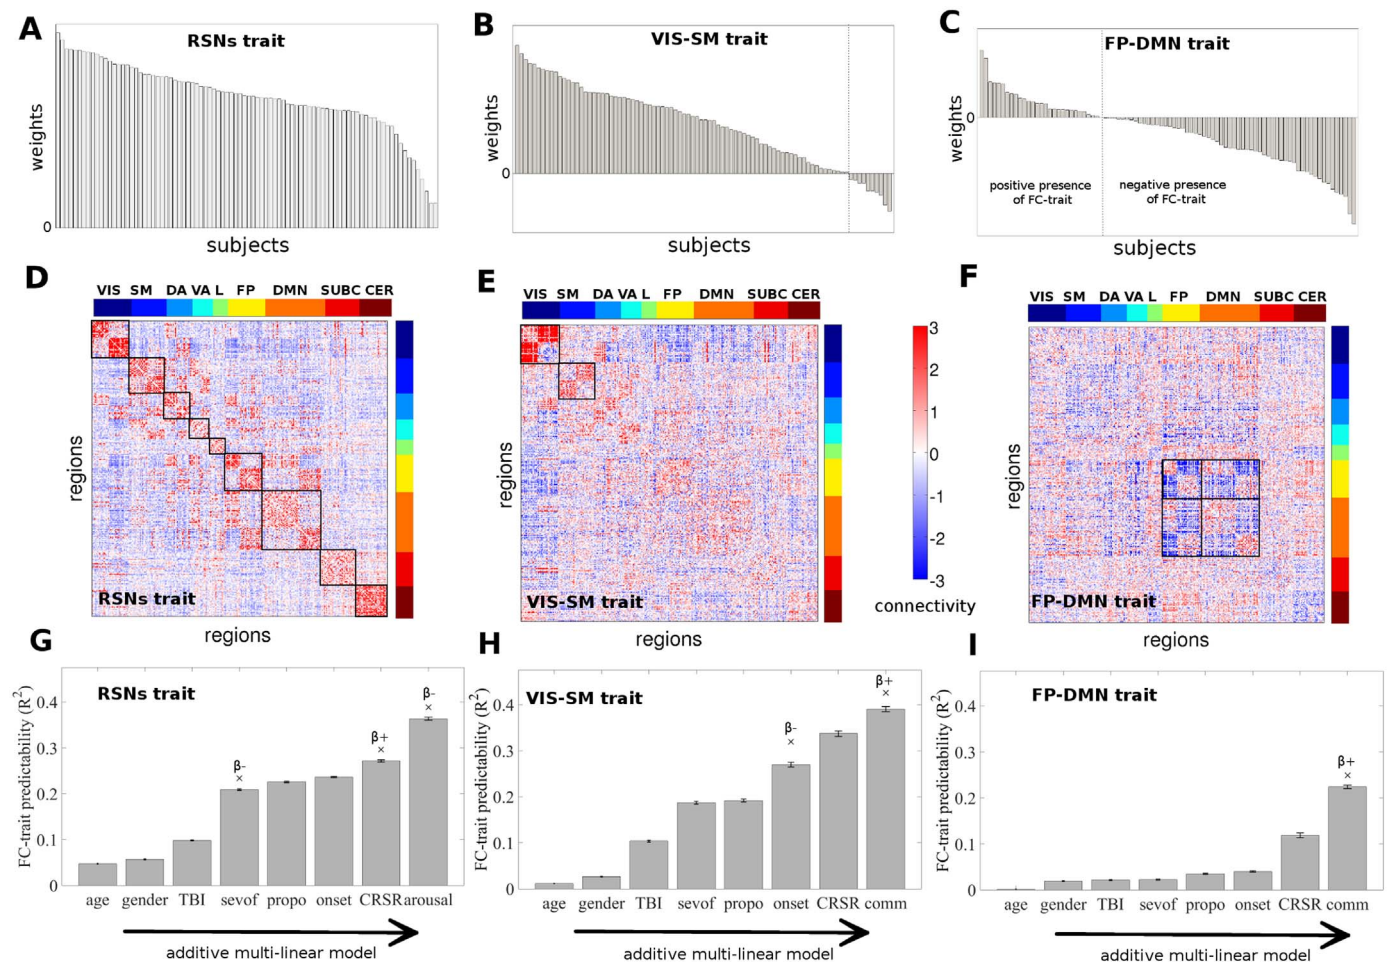 A
RSNs trait
weights
0
subjects
B
VIS-SM trait
weights
0
subjects
C
FP-DMN trait
weights
0
positive presence
of FC-trait
negative presence
of FC-trait
subjects
D
VIS SM DA VA L FP DMN SUBC CER
regions
RSNs trait
regions
E
VIS SM DA VA L FP DMN SUBC CER
regions
VIS-SM trait
regions
3
2
1
0
-1
-2
-3
connectivity
F
VIS SM DA VA L FP DMN SUBC CER
regions
FP-DMN trait
regions
G
RSNs trait
FC-trait predictability (R²)
0.4
0.3
0.2
0.1
0
β-
×
β+
×
β-
×
age gender TBI sevof propo onset CRSR arousal
additive multi-linear model
H
VIS-SM trait
FC-trait predictability (R²)
0.4
0.3
0.2
0.1
0
β-
×
β+
×
age gender TBI sevof propo onset CRSR comm
additive multi-linear model
I
FP-DMN trait
FC-trait predictability (R²)
0.4
0.3
0.2
0.1
0
β+
×
age gender TBI sevof propo onset CRSR comm
additive multi-linear model